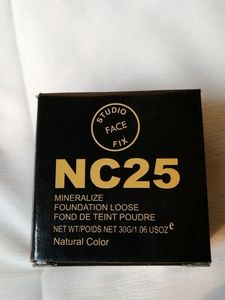 STUDIO
FACE
FIX
NC25
MINERALIZE
FOUNDATION LOOSE
FOND DE TEINT POUDRE
NET WT/POIDS NET 30G/1.06 USOZ e
Natural Color